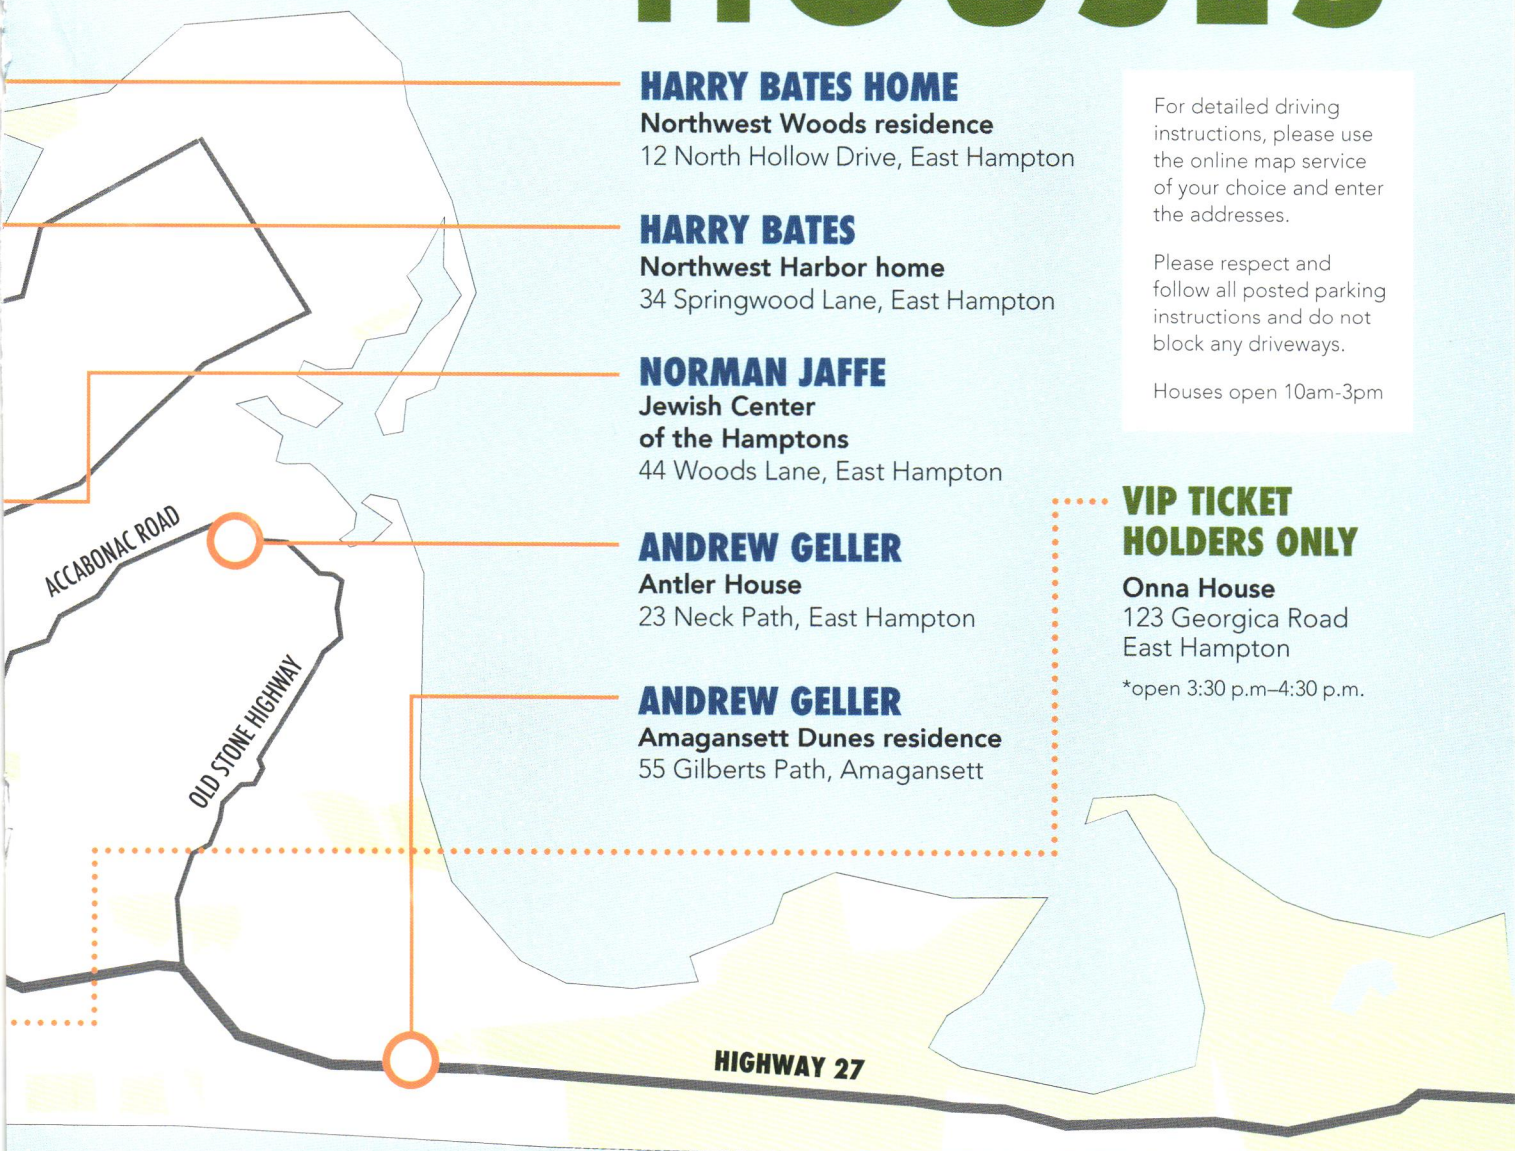 HOUSES
HARRY BATES HOME
Northwest Woods residence
12 North Hollow Drive, East Hampton
HARRY BATES
Northwest Harbor home
34 Springwood Lane, East Hampton
NORMAN JAFFE
Jewish Center
of the Hamptons
44 Woods Lane, East Hampton
ANDREW GELLER
Antler House
23 Neck Path, East Hampton
ANDREW GELLER
Amagansett Dunes residence
55 Gilberts Path, Amagansett
For detailed driving
instructions, please use
the online map service
of your choice and enter
the addresses.
Please respect and
follow all posted parking
instructions and do not
block any driveways.
Houses open 10am-3pm
VIP TICKET
HOLDERS ONLY
Onna House
123 Georgica Road
East Hampton
*open 3:30 p.m–4:30 p.m.
ACCABONAC ROAD
OLD STONE HIGHWAY
HIGHWAY 27